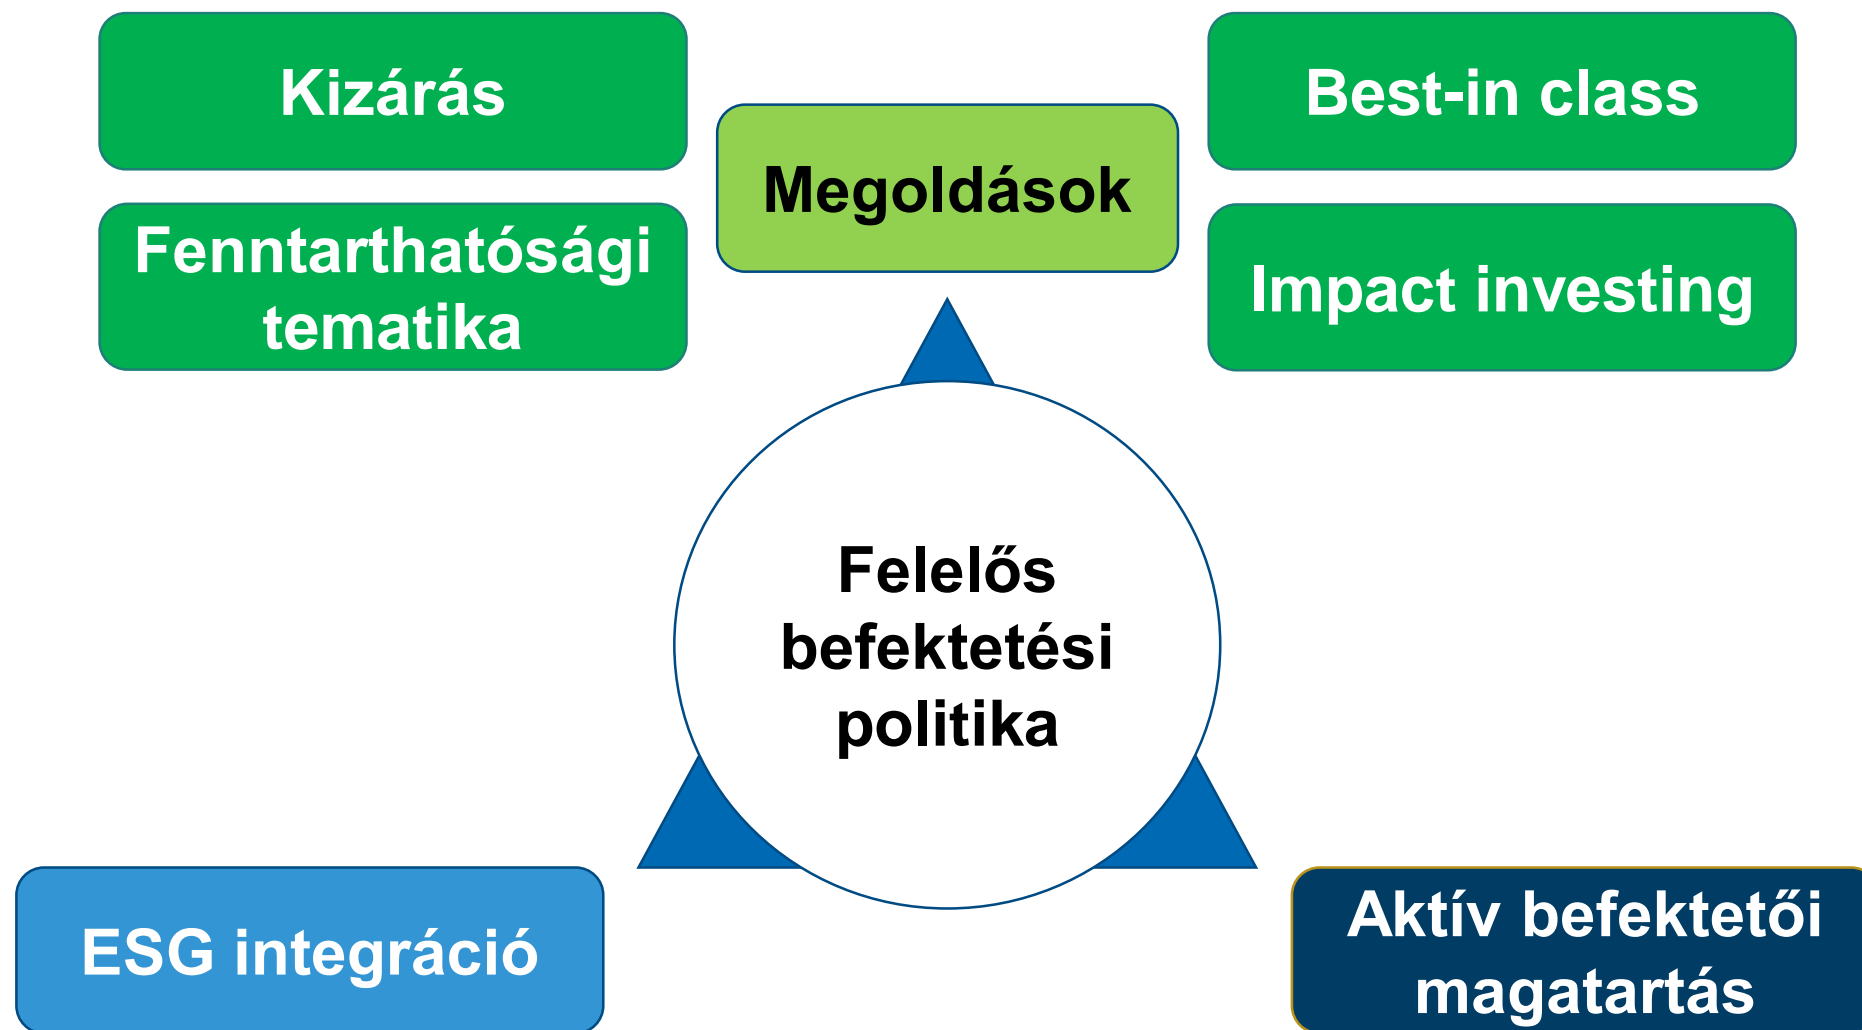 Kizárás
Best-in class
Megoldások
Fenntarthatósági
tematika
Impact investing
Felelős
befektetési
politika
ESG integráció
Aktív befektetői
magatartás